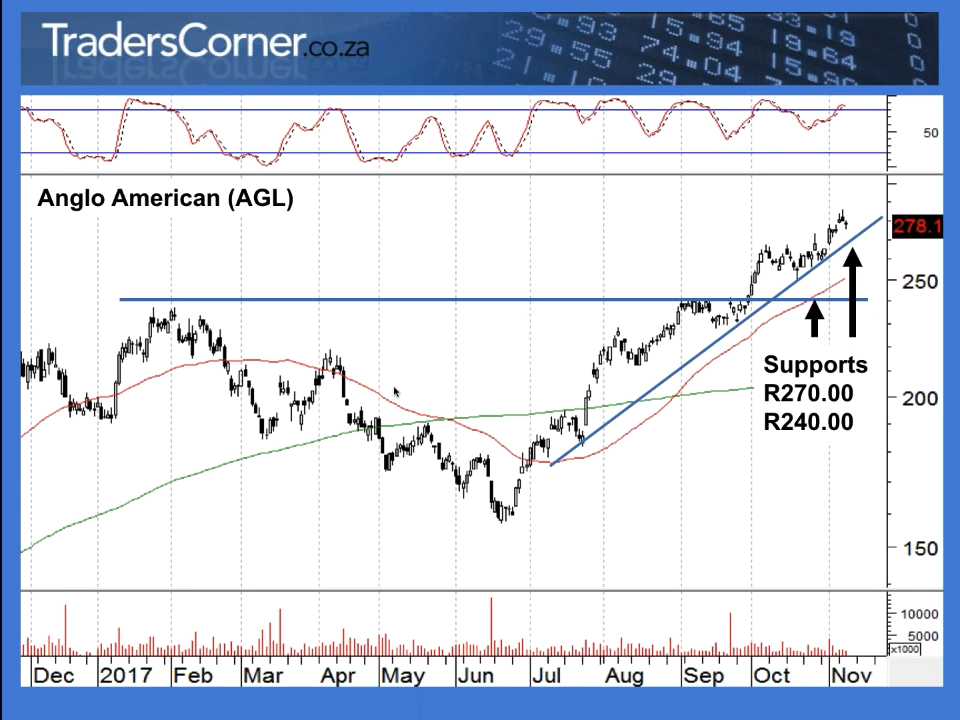 TradersCorner.co.za
50
Anglo American (AGL)
278.1
250
Supports
R270.00
200
R240.00
150
10000
5000
x1000
Dec 2017 Feb Mar Apr May Jun Jul Aug Sep Oct Nov